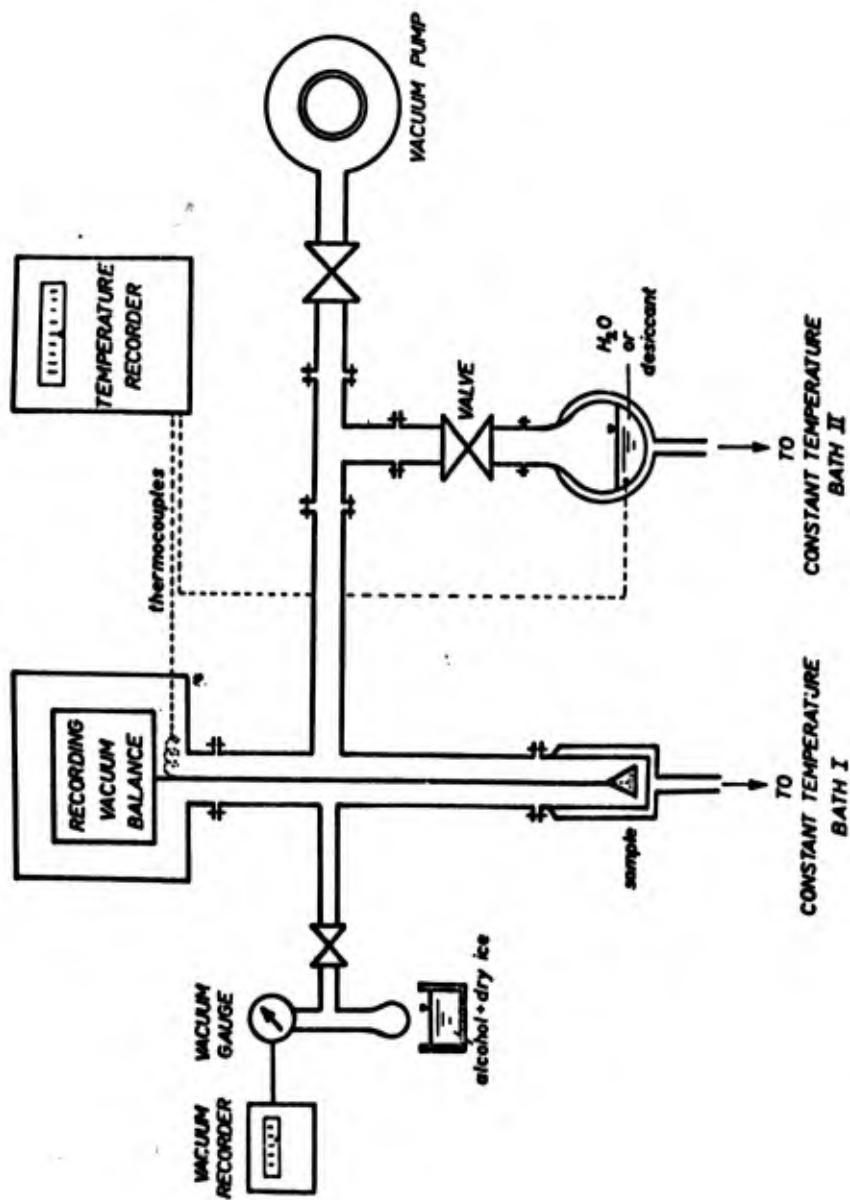 VACUUM
RECORDER
VACUUM
GAUGE
alcohol + dry ice
RECORDING
VACUUM
BALANCE
thermocouples
TEMPERATURE
RECORDER
VACUUM PUMP
VALVE
H₂O
or
desiccant
sample
TO
CONSTANT TEMPERATURE
BATH I
TO
CONSTANT TEMPERATURE
BATH II